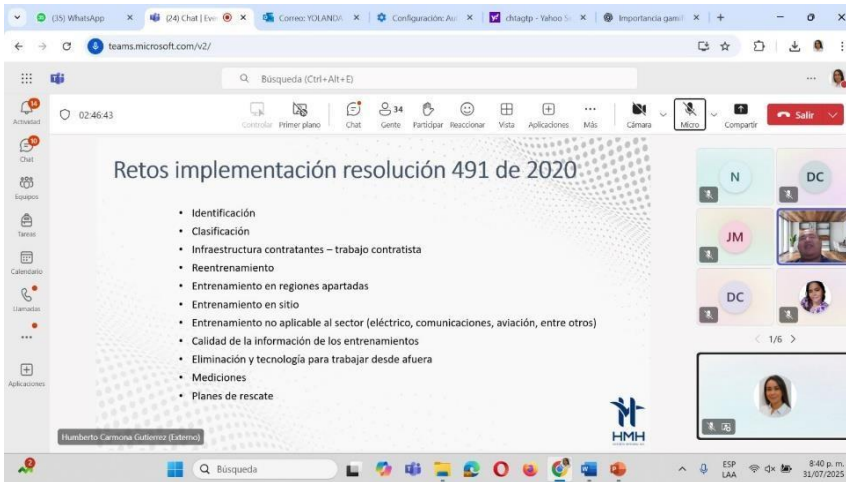 (35) WhatsApp
(24) Chat | Eve
Correo: YOLANDA
Configuración: Au
chtagtp - Yahoo S
Importancia gami
teams.microsoft.com/v2/
Búsqueda (Ctrl+Alt+E)
02:46:43
Controlar
Primer plano
Chat
34
Gente
Participar
Reaccionar
Vista
Aplicaciones
Más
Cámara
Micro
Compartir
Salir
14
Actividad
10
Chat
Equipos
Tareas
Calendario
Llamadas
Aplicaciones
Retos implementación resolución 491 de 2020
• Identificación
• Clasificación
• Infraestructura contratantes – trabajo contratista
• Reentrenamiento
• Entrenamiento en regiones apartadas
• Entrenamiento en sitio
• Entrenamiento no aplicable al sector (eléctrico, comunicaciones, aviación, entre otros)
• Calidad de la información de los entrenamientos
• Eliminación y tecnología para trabajar desde afuera
• Mediciones
• Planes de rescate
HMH
Humberto Carmona Gutierrez (Externo)
N
DC
JM
DC
1/6
2
Búsqueda
ESP
LAA
8:40 p. m.
31/07/2025